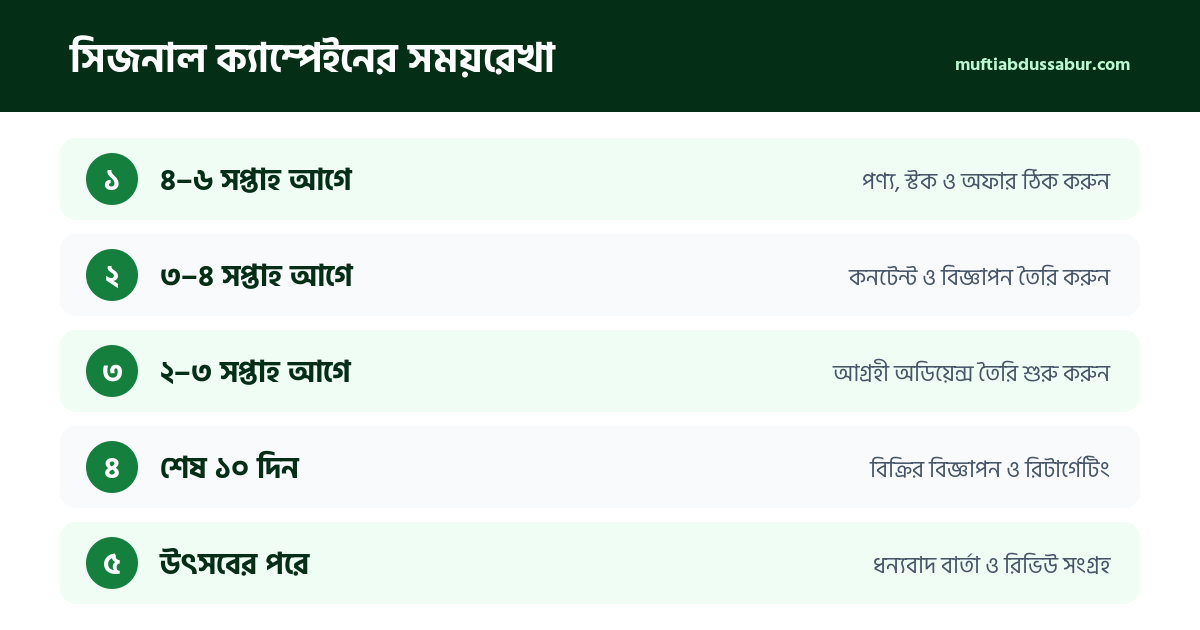 সিজনাল ক্যাম্পেইনের সময়রেখা
muftiabdussabur.com
১ ৪–৬ সপ্তাহ আগে পণ্য, স্টক ও অফার ঠিক করুন
২ ৩–৪ সপ্তাহ আগে কনটেন্ট ও বিজ্ঞাপন তৈরি করুন
৩ ২–৩ সপ্তাহ আগে আগ্রহী অডিয়েন্স তৈরি শুরু করুন
৪ শেষ ১০ দিন বিক্রির বিজ্ঞাপন ও রিটার্গেটিং
৫ উৎসবের পরে ধন্যবাদ বার্তা ও রিভিউ সংগ্রহ